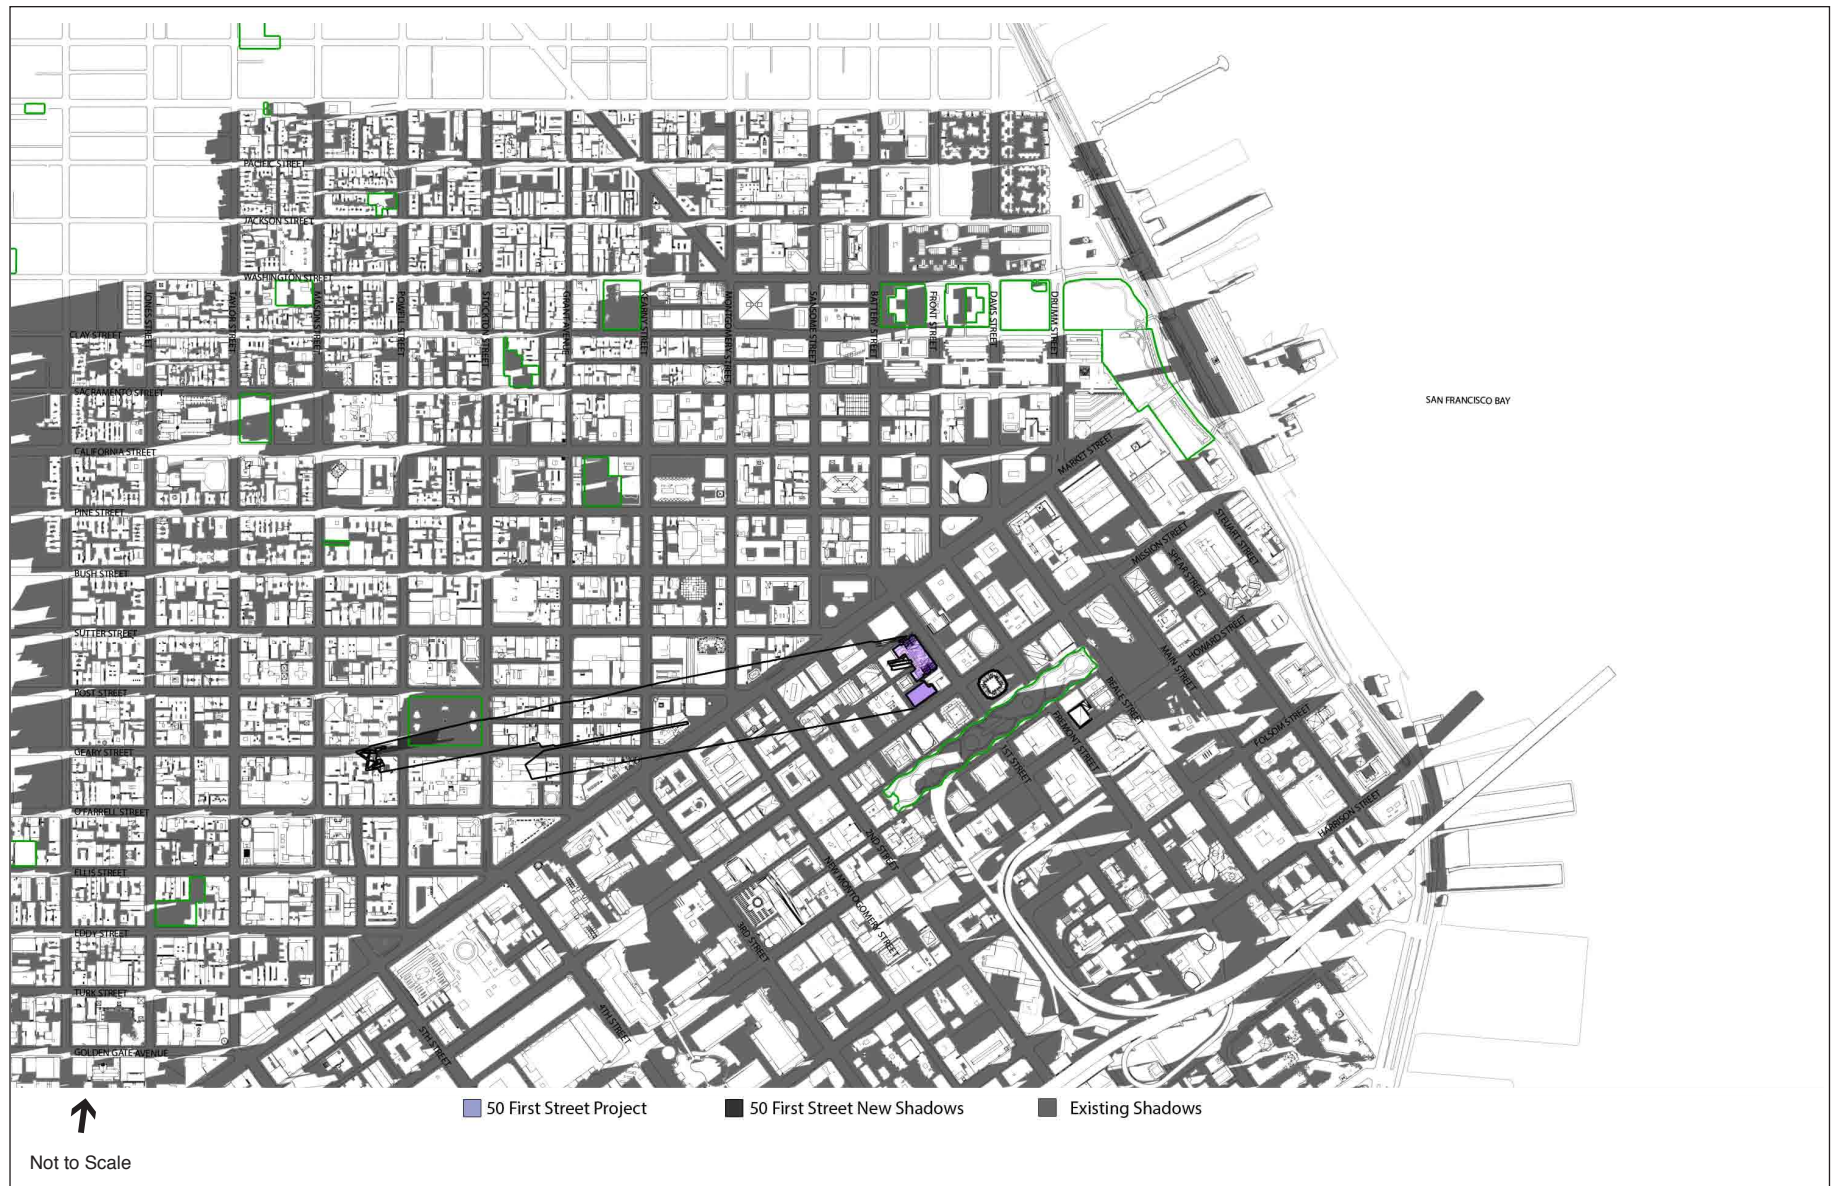 PACIFIC STREET
JACKSON STREET
WASHINGTON STREET
JONES STREET
TAYLOR STREET
MASON STREET
POWELL STREET
STOCKTON STREET
GRANT AVENUE
KEARNY STREET
MONTGOMERY STREET
SANSOME STREET
BATTERY STREET
FRONT STREET
DAVIS STREET
DRUMM STREET
CLAY STREET
SACRAMENTO STREET
SAN FRANCISCO BAY
CALIFORNIA STREET
MARKET STREET
PINE STREET
STEUART STREET
MISSION STREET
SPEAR STREET
BUSH STREET
SUTTER STREET
HOWARD STREET
MAIN STREET
POST STREET
BEALE STREET
FREMONT STREET
FOLSOM STREET
GEARY STREET
1ST STREET
O'FARRELL STREET
HARRISON STREET
2ND STREET
ELLIS STREET
NEW MONTOGOMERY STREET
EDDY STREET
3RD STREET
TURK STREET
4TH STREET
5TH STREET
GOLDEN GATE AVENUE
50 First Street Project
50 First Street New Shadows
Existing Shadows
Not to Scale